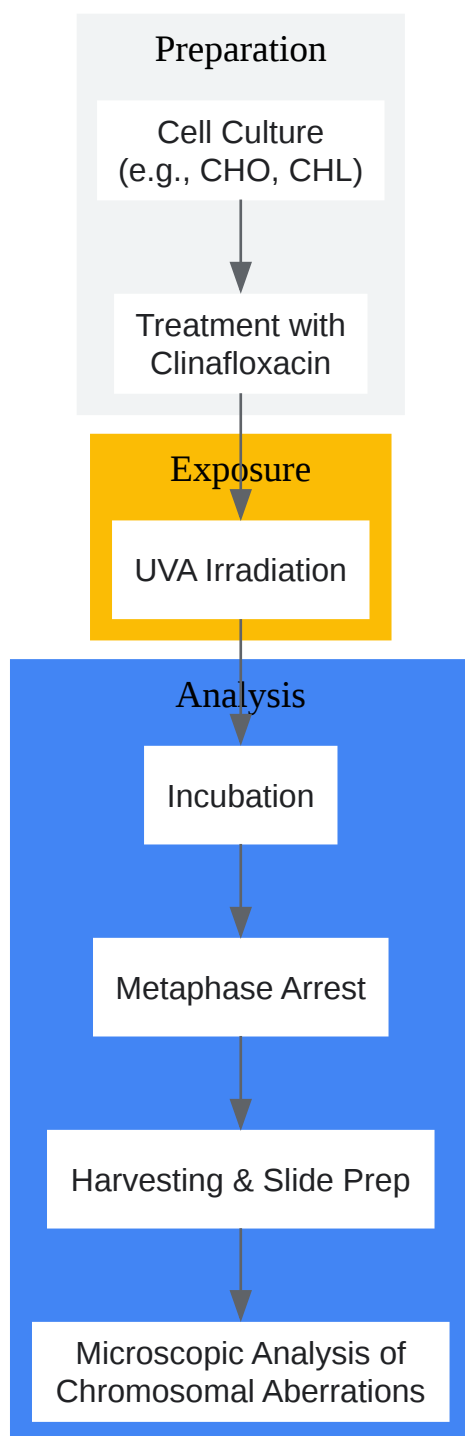 Preparation
Cell Culture
(e.g., CHO, CHL)
Treatment with
Clinafloxacin
Exposure
UVA Irradiation
Analysis
Incubation
Metaphase Arrest
Harvesting & Slide Prep
Microscopic Analysis of
Chromosomal Aberrations